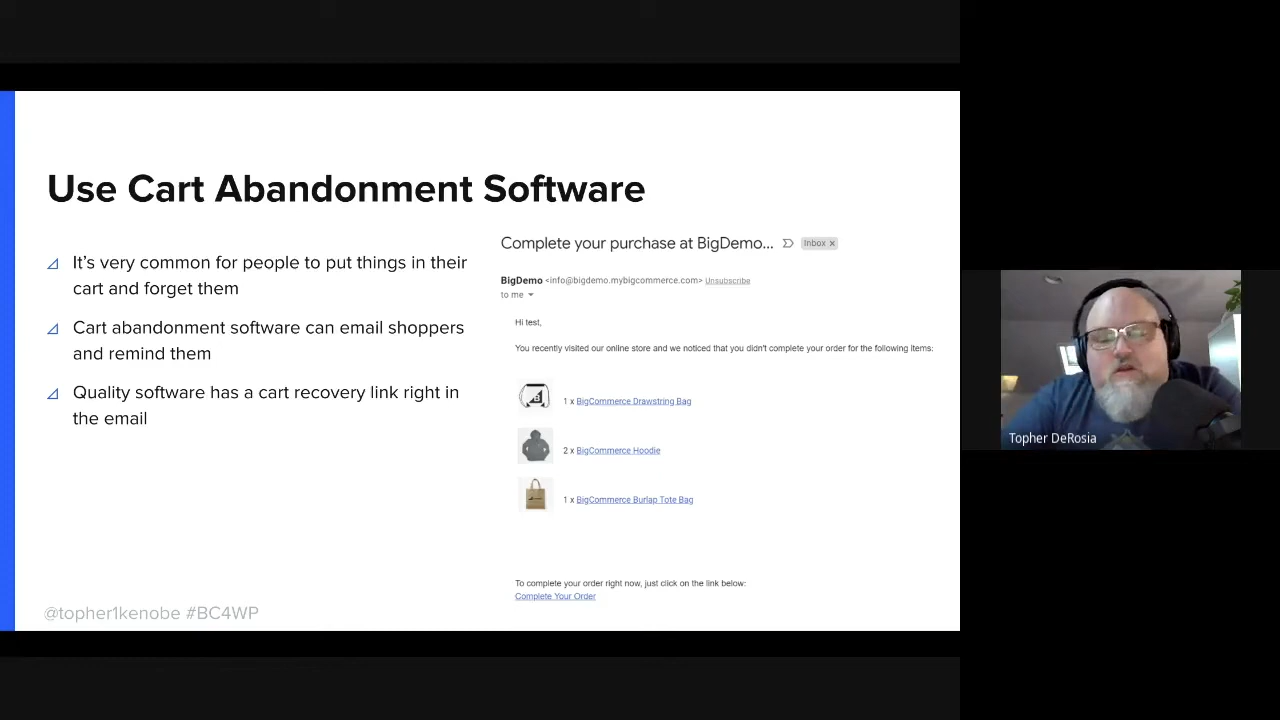 Use Cart Abandonment Software
It's very common for people to put things in their
cart and forget them
Cart abandonment software can email shoppers
and remind them
Quality software has a cart recovery link right in
the email
Complete your purchase at BigDemo... Inbox x
BigDemo <info@bigdemo.mybigcommerce.com> Unsubscribe
to me
Hi test,
You recently visited our online store and we noticed that you didn't complete your order for the following items:
1 x BigCommerce Drawstring Bag
2 x BigCommerce Hoodie
1 x BigCommerce Burlap Tote Bag
To complete your order right now, just click on the link below:
Complete Your Order
@topher1kenobe #BC4WP
Topher DeRosia